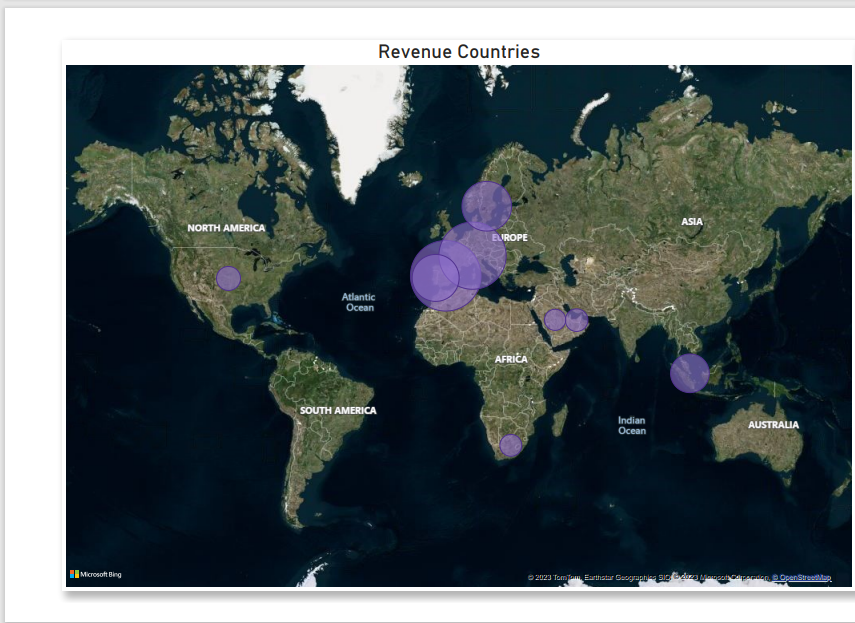 Revenue Countries
NORTH AMERICA
EUROPE
ASIA
Atlantic
Ocean
AFRICA
SOUTH AMERICA
Indian
Ocean
AUSTRALIA
Microsoft Bing
© 2023 TomTom, Earthstar Geographics SIO, © 2023 Microsoft Corporation, © OpenStreetMap